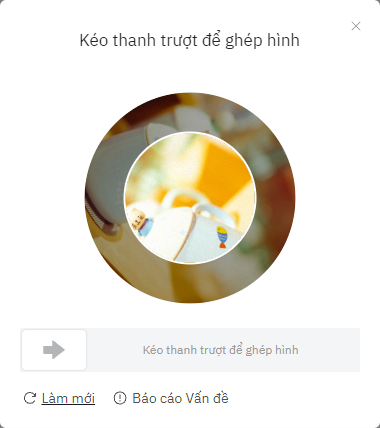 Kéo thanh trượt để ghép hình
Kéo thanh trượt để ghép hình
Làm mới
Báo cáo Vấn đề